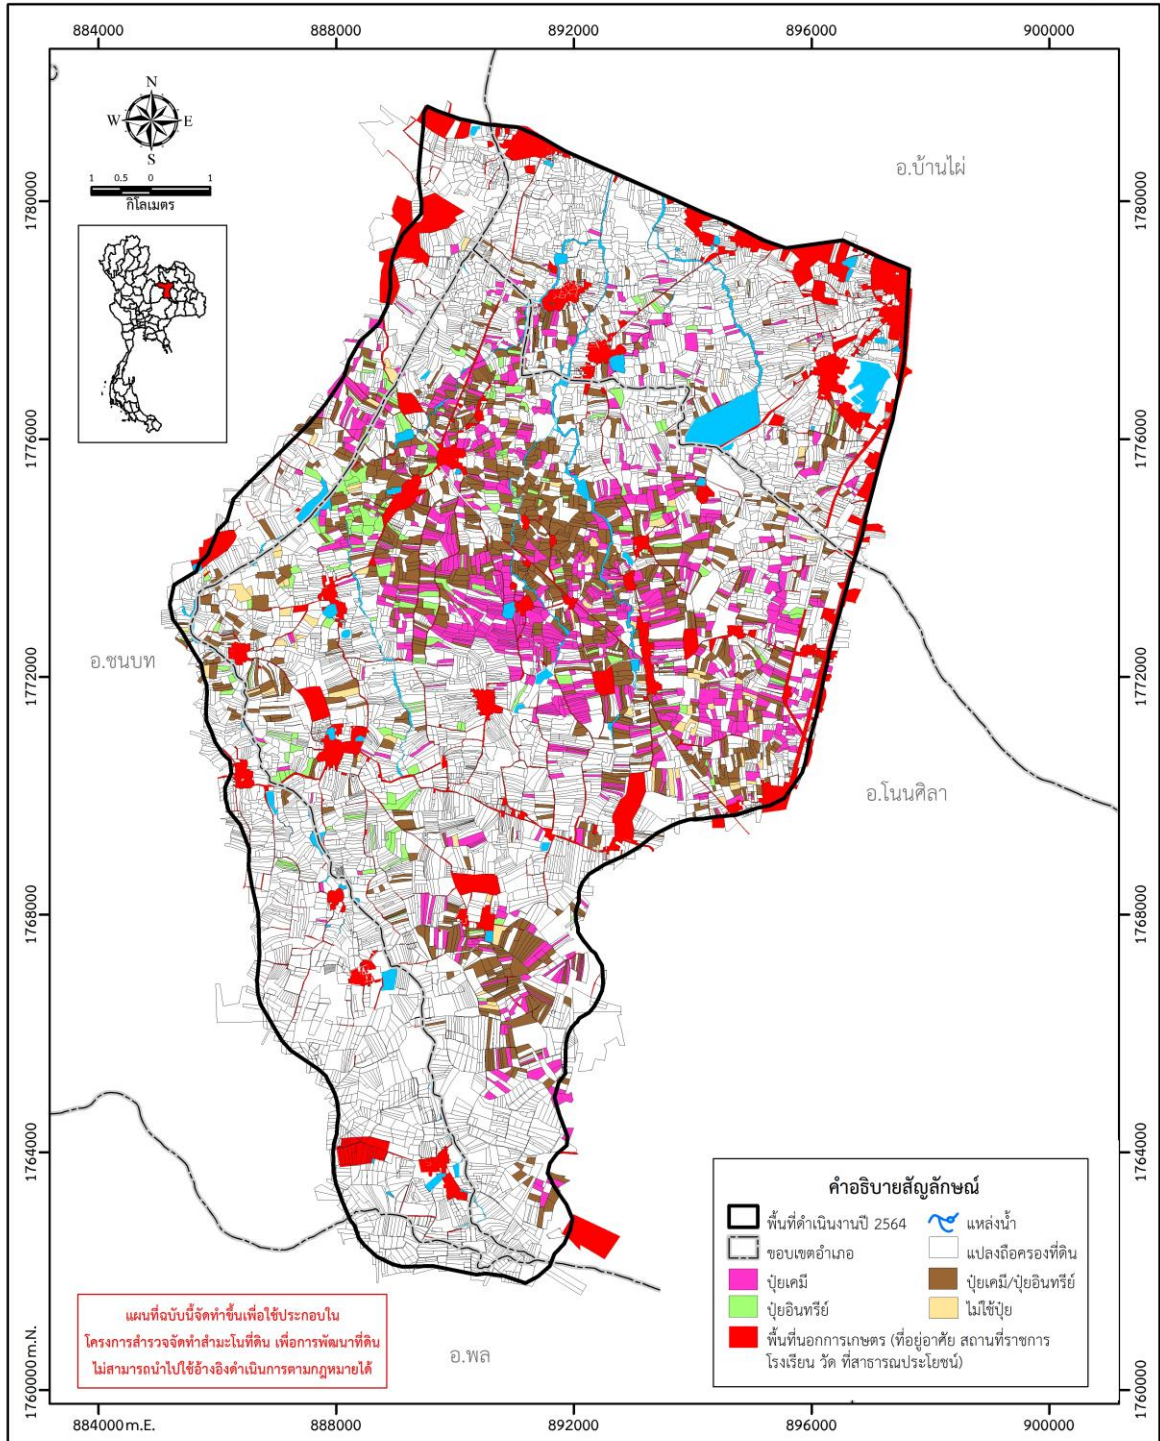 884000 888000 892000 896000 900000
N
W E
S
1 0.5 0 1
กิโลเมตร
1780000
1780000
อ.บ้านไผ่
1776000
1776000
อ.ชนบท
1772000
1772000
อ.โนนศิลา
1768000
1768000
1764000
1764000
คำอธิบายสัญลักษณ์
พื้นที่ดำเนินงานปี 2564 แหล่งน้ำ
ขอบเขตอำเภอ แปลงถือครองที่ดิน
ปุ๋ยเคมี ปุ๋ยเคมี/ปุ๋ยอินทรีย์
ปุ๋ยอินทรีย์ ไม่ใช้ปุ๋ย
พื้นที่นอกการเกษตร (ที่อยู่อาศัย สถานที่ราชการ
โรงเรียน วัด ที่สาธารณประโยชน์)
แผนที่ฉบับนี้จัดทำขึ้นเพื่อใช้ประกอบใน
โครงการสำรวจจัดทำสำมะโนที่ดิน เพื่อการพัฒนาที่ดิน
ไม่สามารถนำไปใช้อ้างอิงดำเนินการตามกฎหมายได้
อ.พล
1760000m.N.
1760000
884000m.E. 888000 892000 896000 900000